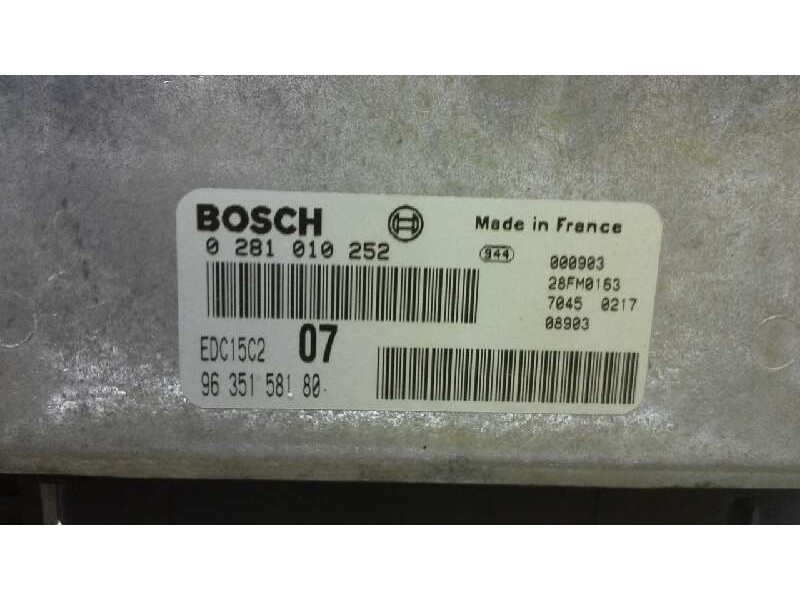 BOSCH
Made in France
0 281 010 252
944
000903
28FM0163
7045 0217
08903
EDC15C2 07
96 351 581 80